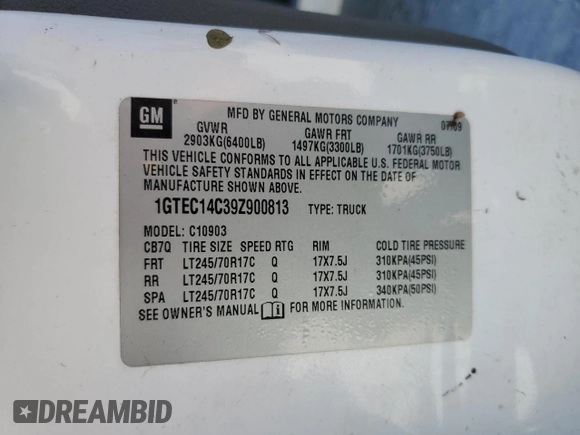 GM
MFD BY GENERAL MOTORS COMPANY 07/09
GVWR GAWR FRT GAWR RR
2903KG(6400LB) 1497KG(3300LB) 1701KG(3750LB)
THIS VEHICLE CONFORMS TO ALL APPLICABLE U.S. FEDERAL MOTOR
VEHICLE SAFETY STANDARDS IN EFFECT ON THE DATE OF
MANUFACTURE SHOWN ABOVE.
1GTEC14C39Z900813 TYPE: TRUCK
MODEL: C10903
CB7Q TIRE SIZE SPEED RTG RIM COLD TIRE PRESSURE
FRT LT245/70R17C Q 17X7.5J 310KPA(45PSI)
RR LT245/70R17C Q 17X7.5J 310KPA(45PSI)
SPA LT245/70R17C Q 17X7.5J 340KPA(50PSI)
SEE OWNER'S MANUAL FOR MORE INFORMATION.
DREAMBID